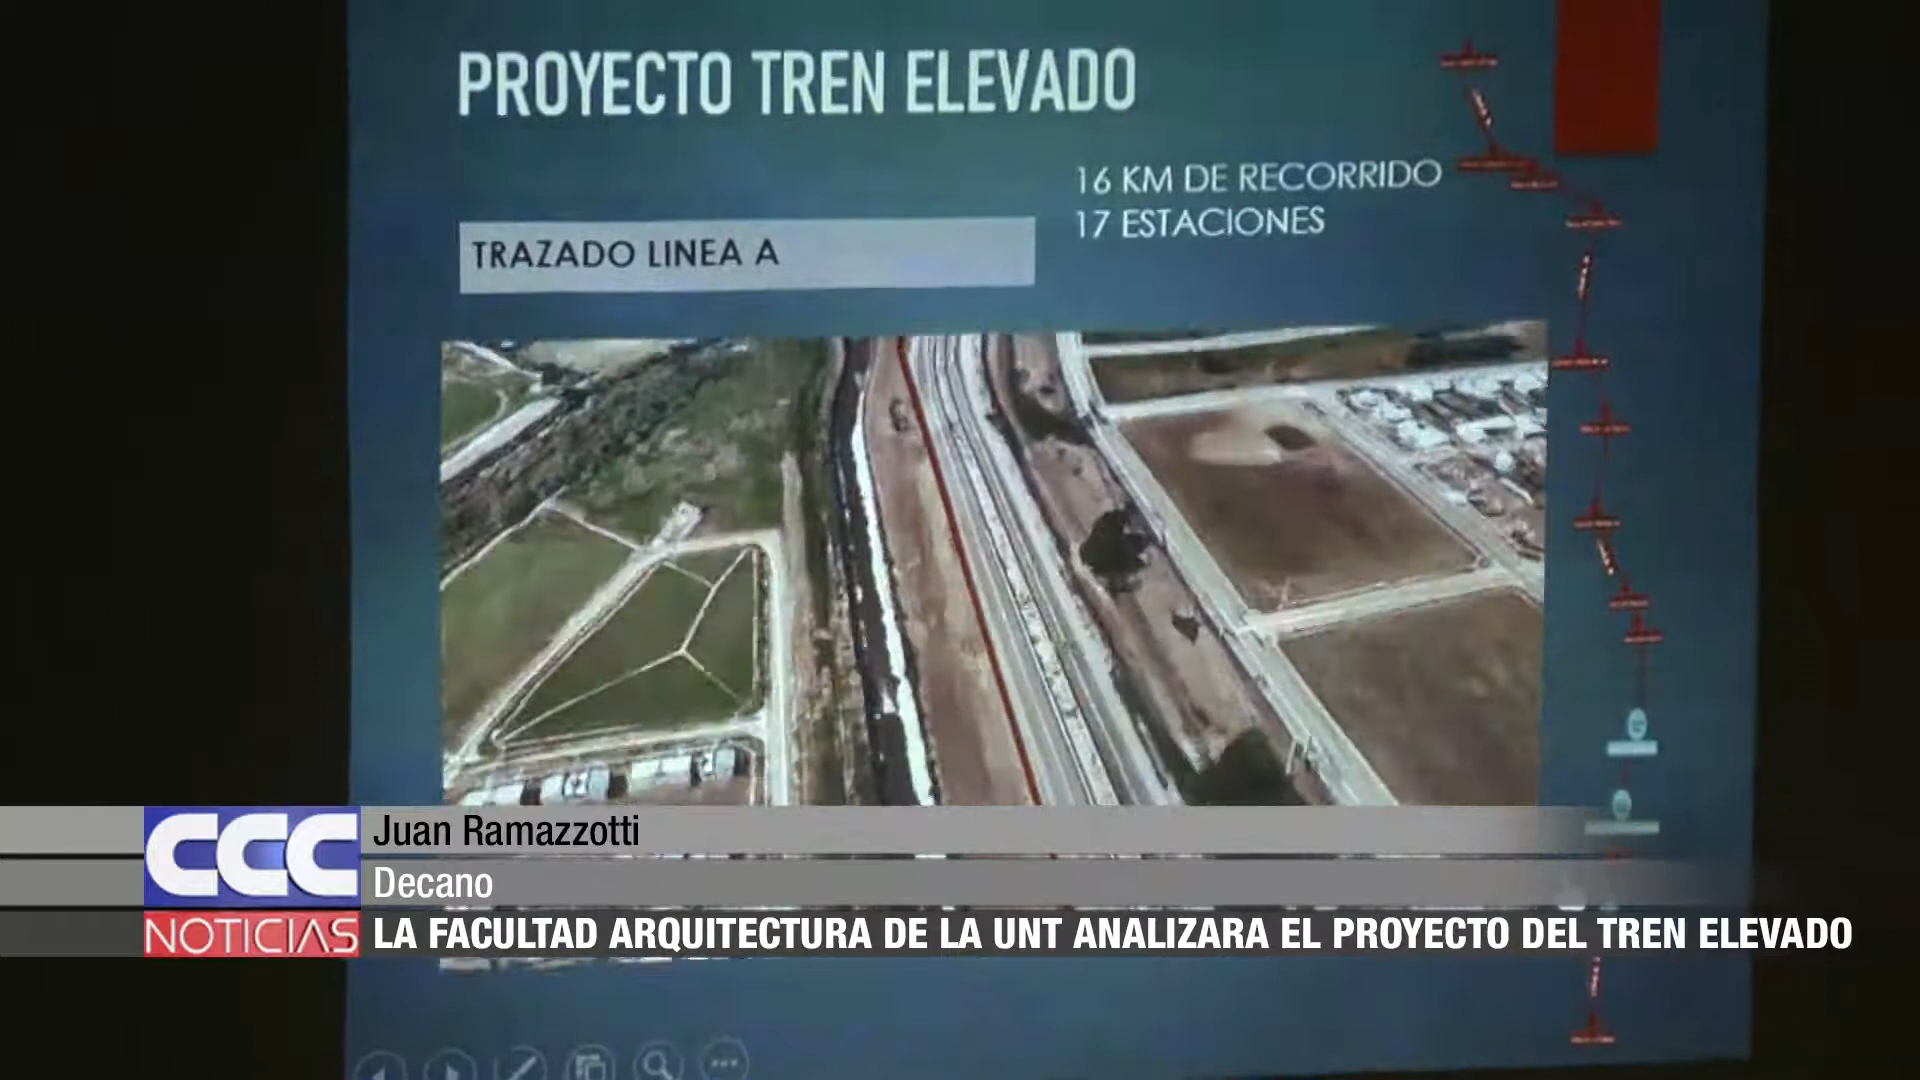 PROYECTO TREN ELEVADO
16 KM DE RECORRIDO
17 ESTACIONES
TRAZADO LINEA A
CCC
NOTICIAS
Juan Ramazzotti
Decano
LA FACULTAD ARQUITECTURA DE LA UNT ANALIZARA EL PROYECTO DEL TREN ELEVADO